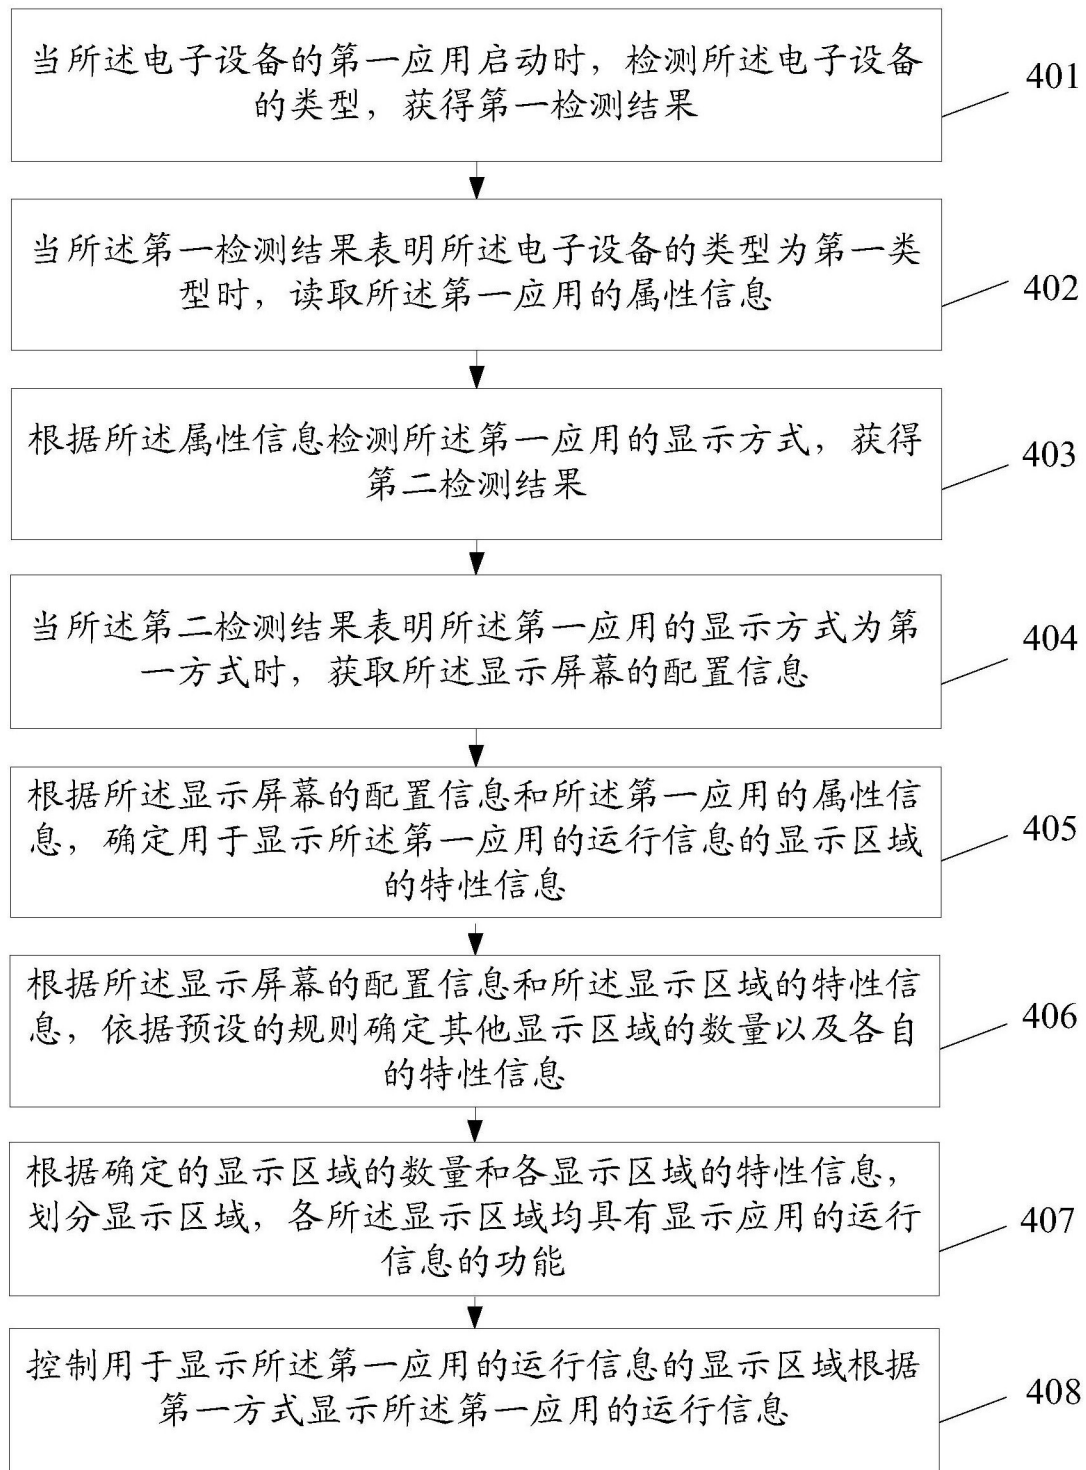 当所述电子设备的第一应用启动时，检测所述电子设备
的类型，获得第一检测结果
401
当所述第一检测结果表明所述电子设备的类型为第一类
型时，读取所述第一应用的属性信息
402
根据所述属性信息检测所述第一应用的显示方式，获得
第二检测结果
403
当所述第二检测结果表明所述第一应用的显示方式为第
一方式时，获取所述显示屏幕的配置信息
404
根据所述显示屏幕的配置信息和所述第一应用的属性信
息，确定用于显示所述第一应用的运行信息的显示区域
的特性信息
405
根据所述显示屏幕的配置信息和所述显示区域的特性信
息，依据预设的规则确定其他显示区域的数量以及各自
的特性信息
406
根据确定的显示区域的数量和各显示区域的特性信息，
划分显示区域，各所述显示区域均具有显示应用的运行
信息的功能
407
控制用于显示所述第一应用的运行信息的显示区域根据
第一方式显示所述第一应用的运行信息
408